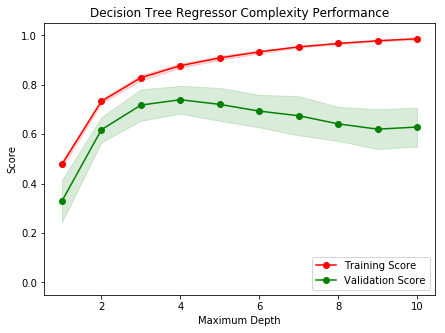 Decision Tree Regressor Complexity Performance
Score
1.0
0.8
0.6
0.4
0.2
0.0
2 4 6 8 10
Maximum Depth
Training Score
Validation Score